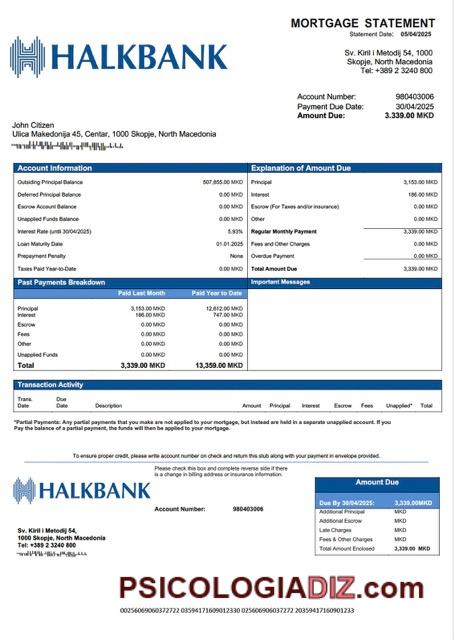 MORTGAGE STATEMENT
Statement Date: 05/04/2025
HALKBANK
Sv. Kiril i Metodij 54, 1000
Skopje, North Macedonia
Tel: +389 2 3240 800
Account Number: 980403006
Payment Due Date: 30/04/2025
Amount Due: 3.339.00 MKD
John Citizen
Ulica Makedonija 45, Centar, 1000 Skopje, North Macedonia
Account Information
Outsiding Principal Balance 507,855.00 MKD
Deferred Principal Balance 0.00 MKD
Escrow Account Balance 0.00 MKD
Unapplied Funds Balance 0.00 MKD
Interest Rate (until 30/04/2025) 5.93%
Loan Maturity Date 01.01.2025
Prepayment Penalty None
Taxes Paid Year-to-Date 0.00 MKD
Explanation of Amount Due
Principal 3,153.00 MKD
Interest 186.00 MKD
Escrow (For Taxes and/or insurance) 0.00 MKD
Other 0.00 MKD
Regular Monthly Payment 3,339.00 MKD
Fees and Other Charges 0.00 MKD
Overdue Payment 0.00 MKD
Total Amount Due 3,339.00 MKD
Past Payments Breakdown
Paid Last Month Paid Year to Date
Principal 3,153.00 MKD 12,612.00 MKD
Interest 186.00 MKD 747.00 MKD
Escrow 0.00 MKD 0.00 MKD
Fees 0.00 MKD 0.00 MKD
Other 0.00 MKD 0.00 MKD
Unapplied Funds 0.00 MKD 0.00 MKD
Total 3,339.00 MKD 13,359.00 MKD
Important Messages
Transaction Activity
Trans. Date Due Date Description Amount Principal Interest Escrow Fees Unapplied* Total
*Partial Payments: Any partial payments that you make are not applied to your mortgage, but instead are held in a separate unapplied account. If you
Pay the balance of a partial payment, the funds will then be applied to your mortgage.
To ensure proper credit, please write account number on check and return this stub along with your payment in envelope provided.
Please check this box and complete reverse side if there
is a change in billing address or insurance information.
HALKBANK
Account Number: 980403006
Sv. Kiril i Metodij 54,
1000 Skopje, North Macedonia
Tel: +389 2 3240 800
Amount Due
Due By 30/04/2025: 3,339.00MKD
Additional Principal MKD
Additional Escrow MKD
Late Charges MKD
Fees & Other Charges MKD
Total Amount Enclosed 3,339.00 MKD
PSICOLOGIADIZ.com
0025606906037272​2 03594171609012330 0256069060372722 20359417160901233